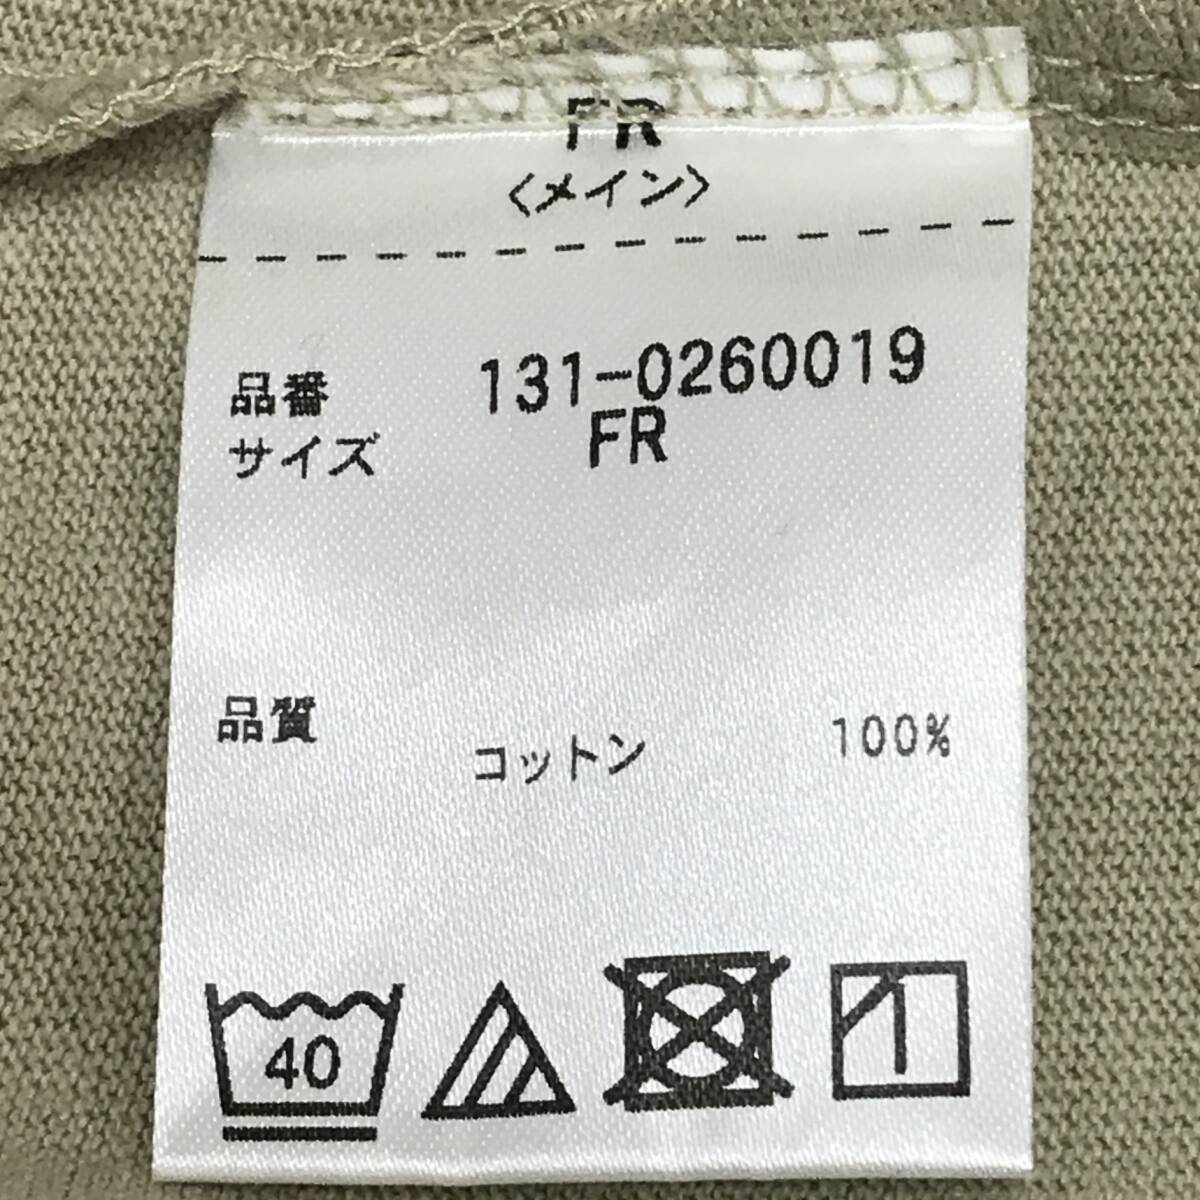 FR
〈メイン〉
品番 131-0260019
サイズ FR
品質 コットン 100%
40